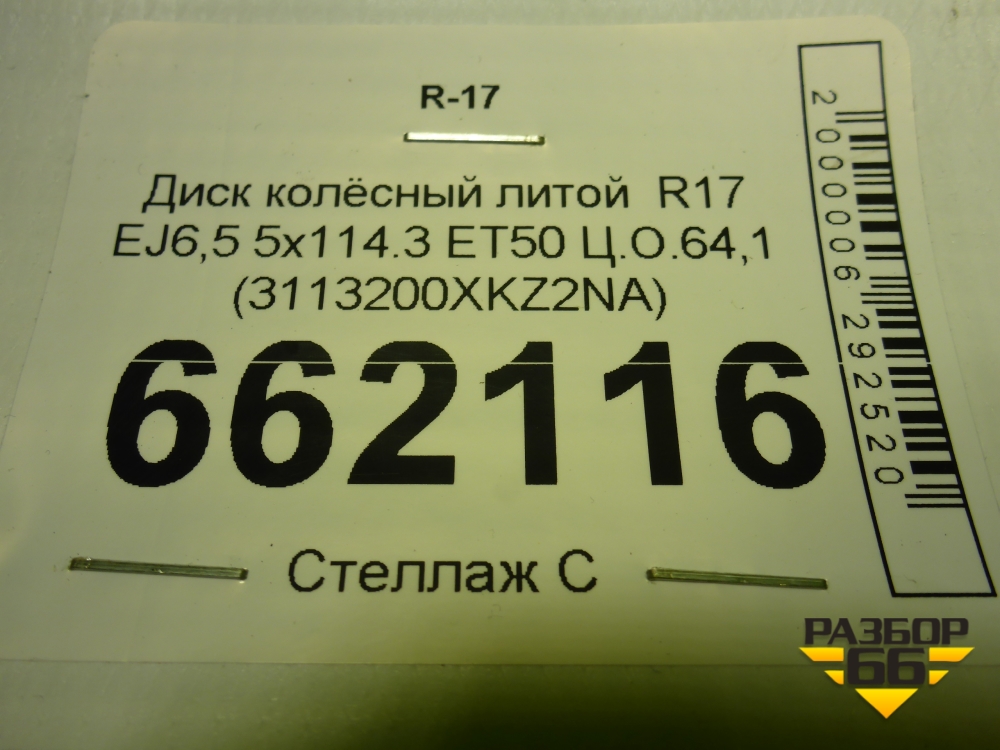 R-17
Диск колёсный литой R17
EJ6,5 5x114.3 ET50 Ц.О.64,1
(3113200XKZ2NA)
662116
Стеллаж С
2000006292520
РАЗБОР
66